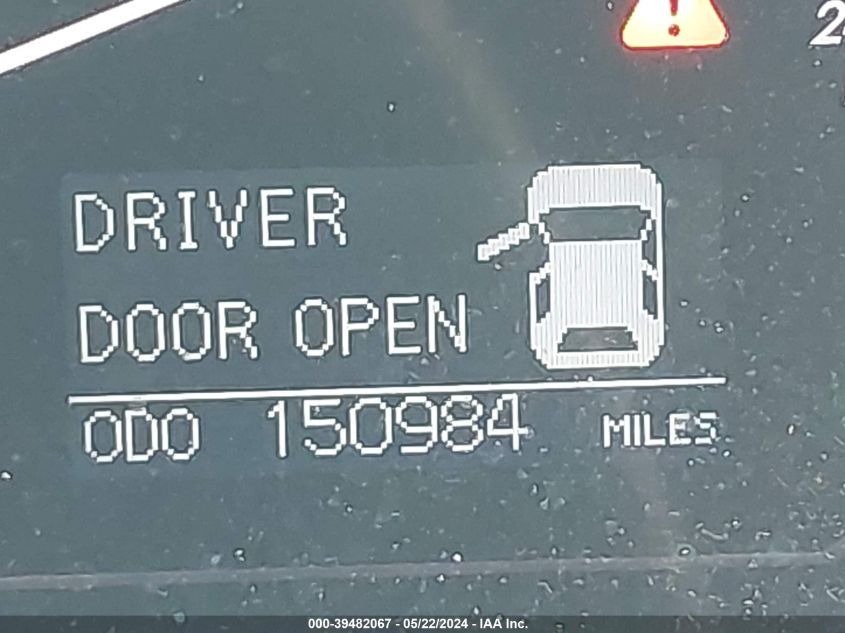 DRIVER
DOOR OPEN
ODO 150984 MILES
000-39482067 - 05/22/2024 - IAA Inc.